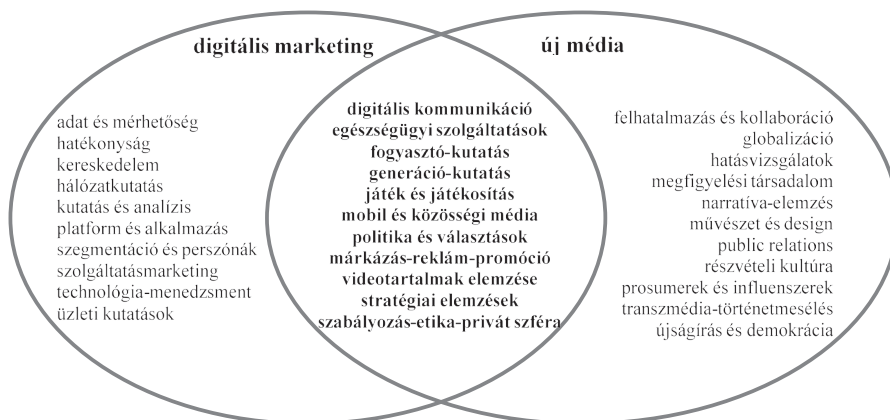 digitális marketing
új média
adat és mérhetőség
hatékonyság
kereskedelem
hálózatkutatás
kutatás és analízis
platform és alkalmazás
szegmentáció és perszónák
szolgáltatásmarketing
technológia-menedzsment
üzleti kutatások
digitális kommunikáció
egészségügyi szolgáltatások
fogyasztó-kutatás
generáció-kutatás
játék és játékosítás
mobil és közösségi média
politika és választások
márkázás-reklám-promóció
videotartalmak elemzése
stratégiai elemzések
szabályozás-etika-privát szféra
felhatalmazás és kollaboráció
globalizáció
hatásvizsgálatok
megfigyelési társadalom
narratíva-elemzés
művészet és design
public relations
részvételi kultúra
prosumerek és influenszerek
transzmédia-történetmesélés
újságírás és demokrácia